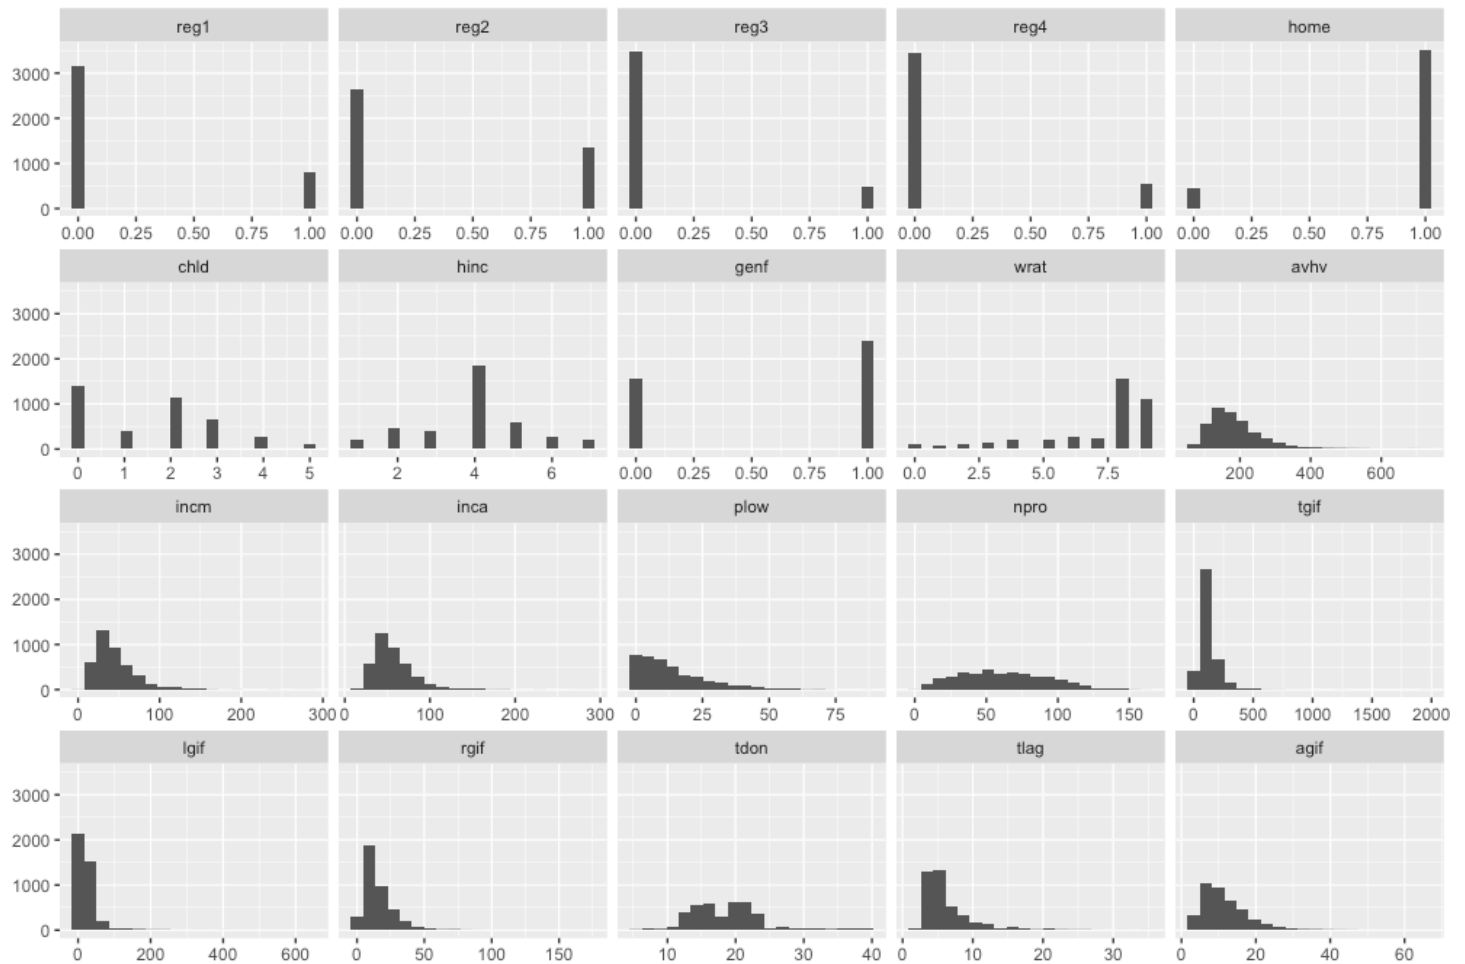 reg1 reg2 reg3 reg4 home
3000
2000
1000
0
0.00 0.25 0.50 0.75 1.00 0.00 0.25 0.50 0.75 1.00 0.00 0.25 0.50 0.75 1.00 0.00 0.25 0.50 0.75 1.00 0.00 0.25 0.50 0.75 1.00
chld hinc genf wrat avhv
3000
2000
1000
0
0 1 2 3 4 5 2 4 6 0.00 0.25 0.50 0.75 1.00 0.0 2.5 5.0 7.5 200 400 600
incm inca plow npro tgif
3000
2000
1000
0
0 100 200 300 0 100 200 300 0 25 50 75 0 50 100 150 0 500 1000 1500 2000
lgif rgif tdon tlag agif
3000
2000
1000
0
0 200 400 600 0 50 100 150 10 20 30 40 0 10 20 30 0 20 40 60